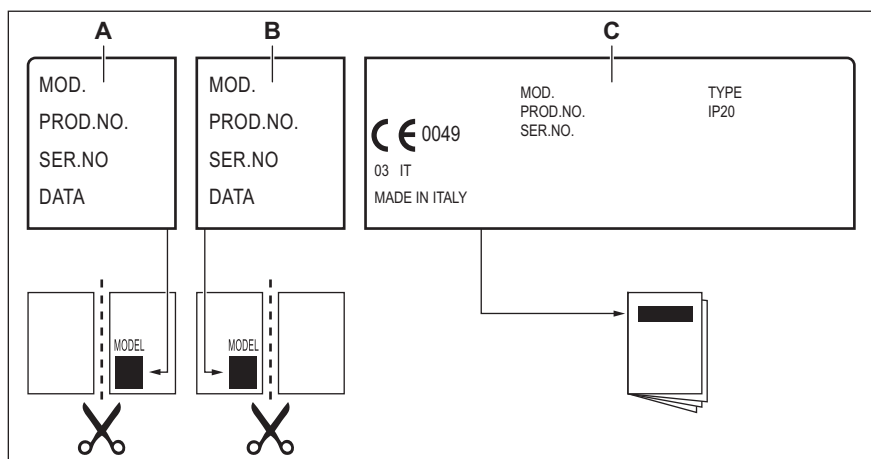 A
B
C
MOD.
PROD.NO.
SER.NO
DATA
MOD.
PROD.NO.
SER.NO
DATA
MOD.
PROD.NO.
SER.NO.
TYPE
IP20
CE 0049
03 IT
MADE IN ITALY
MODEL
MODEL